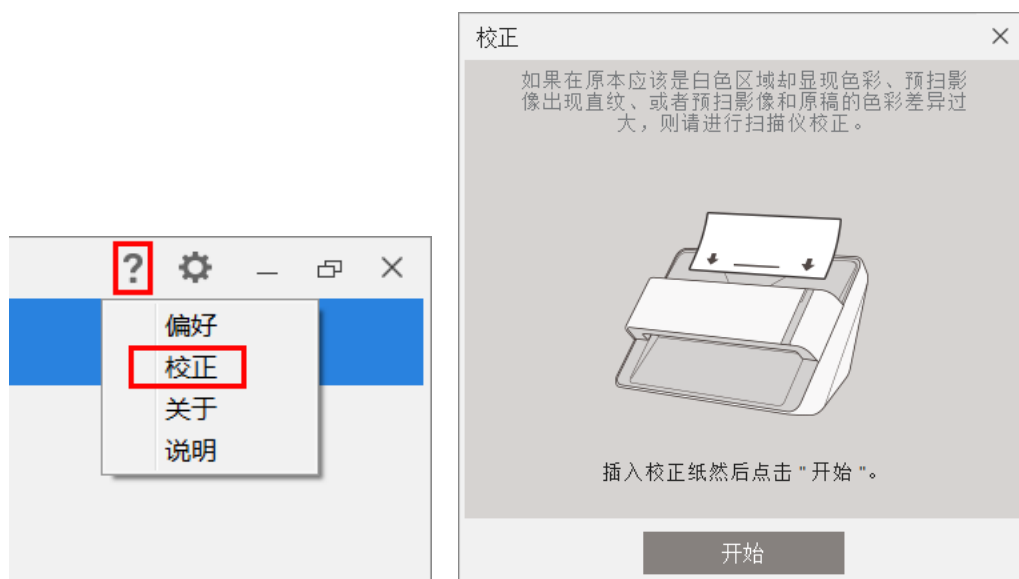 ?
偏好
校正
关于
说明
校正
如果在原本应该是白色区域却显现色彩、预扫影
像出现直纹、或者预扫影像和原稿的色彩差异过
大，则请进行扫描仪校正。
插入校正纸然后点击 " 开始 "。
开始